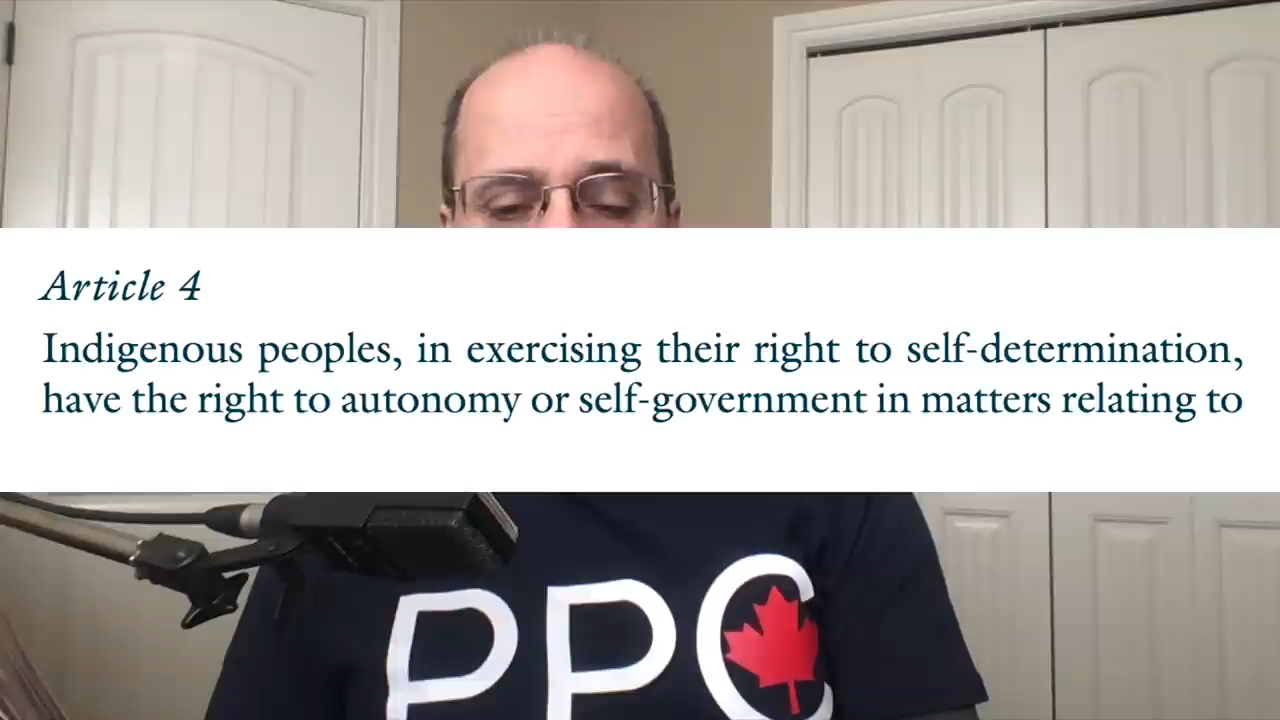 Article 4
Indigenous peoples, in exercising their right to self-determination,
have the right to autonomy or self-government in matters relating to
PPC